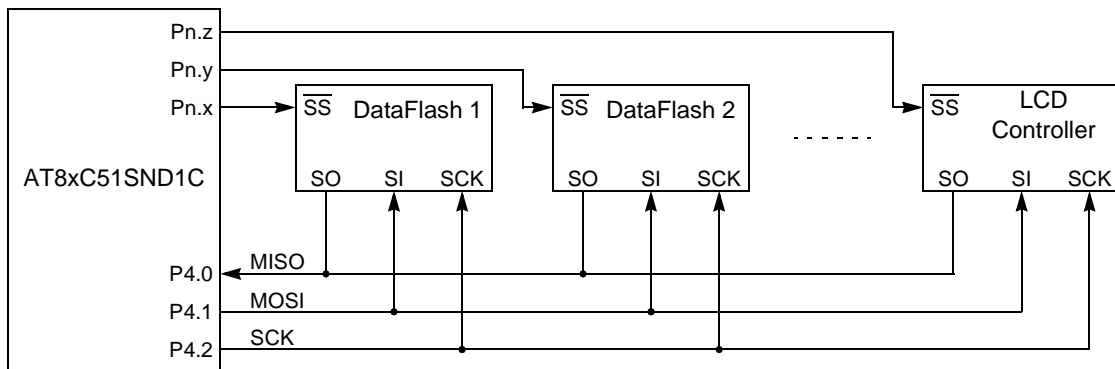 Pn.z
Pn.y
Pn.x
AT8xC51SND1C
P4.0
P4.1
P4.2
MISO
MOSI
SCK
SS DataFlash 1
SO SI SCK
SS DataFlash 2
SO SI SCK
SS LCD
Controller
SO SI SCK